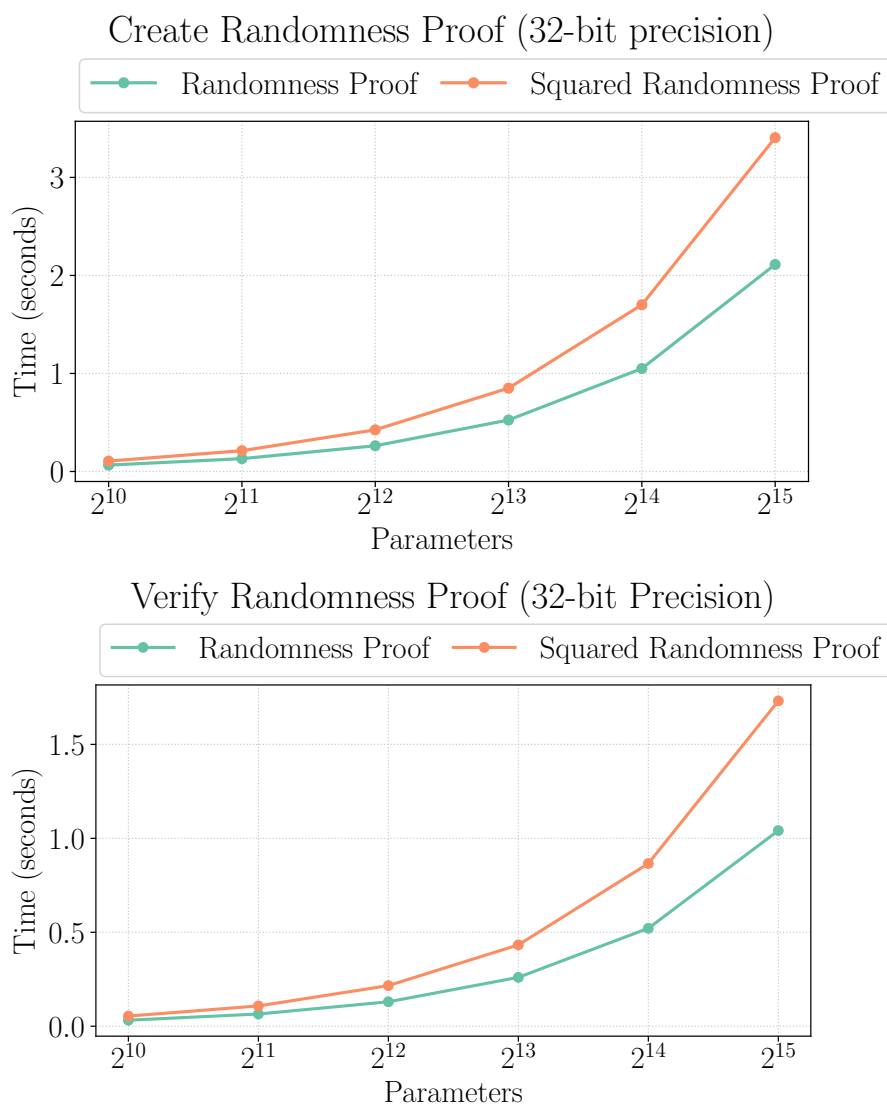 Create Randomness Proof (32-bit precision)
Randomness Proof
Squared Randomness Proof
Time (seconds)
3
2
1
0
2^10 2^11 2^12 2^13 2^14 2^15
Parameters
Verify Randomness Proof (32-bit Precision)
Randomness Proof
Squared Randomness Proof
Time (seconds)
1.5
1.0
0.5
0.0
2^10 2^11 2^12 2^13 2^14 2^15
Parameters